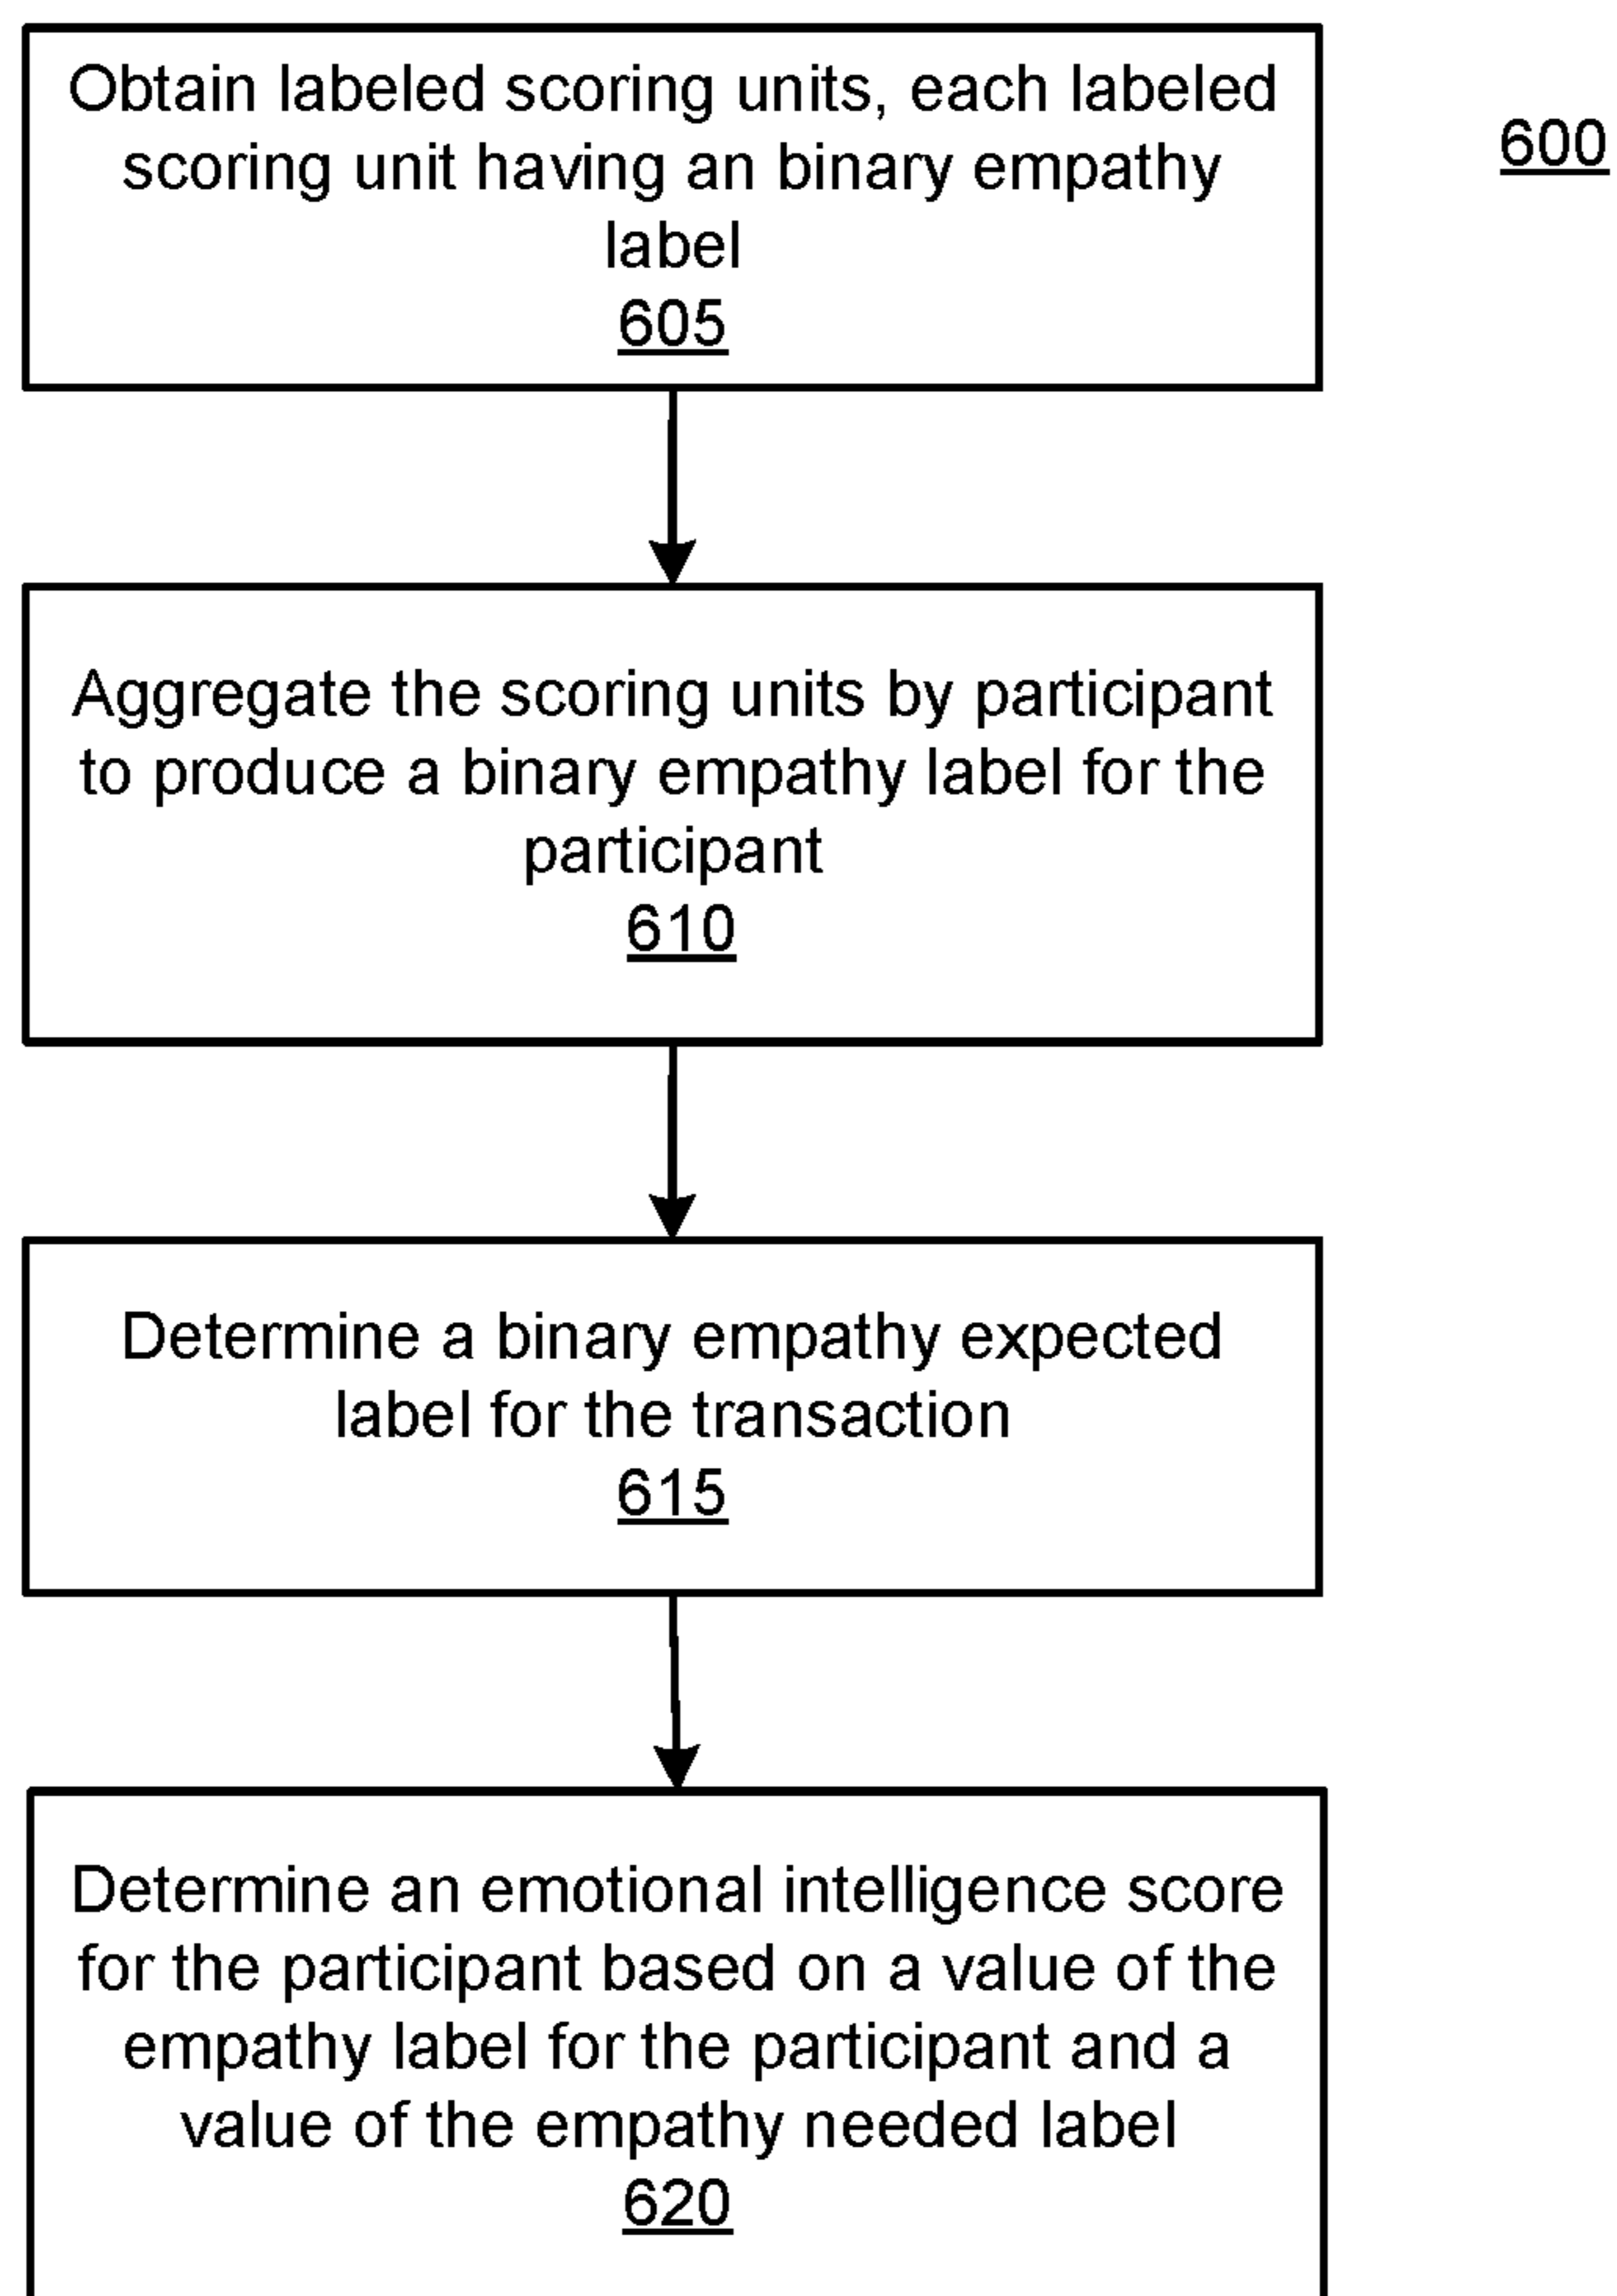 Obtain labeled scoring units, each labeled
scoring unit having an binary empathy
label
605
600
Aggregate the scoring units by participant
to produce a binary empathy label for the
participant
610
Determine a binary empathy expected
label for the transaction
615
Determine an emotional intelligence score
for the participant based on a value of the
empathy label for the participant and a
value of the empathy needed label
620